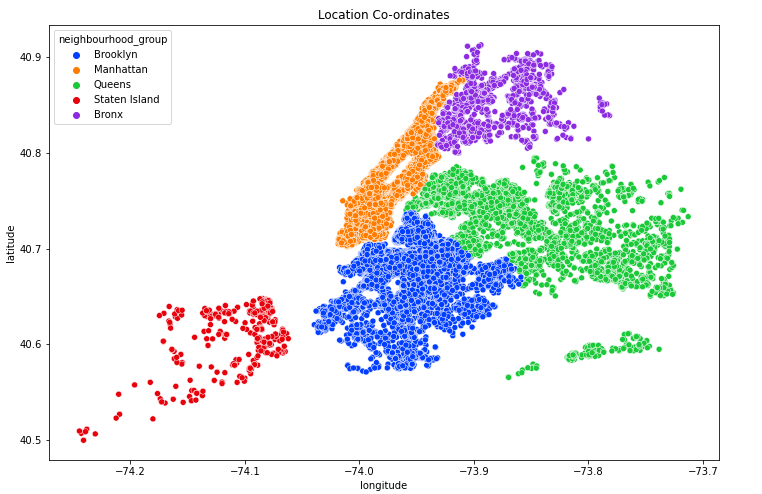 Location Co-ordinates
neighbourhood_group
Brooklyn
Manhattan
Queens
Staten Island
Bronx
40.9
40.8
40.7
40.6
40.5
latitude
−74.2
−74.1
−74.0
−73.9
−73.8
−73.7
longitude